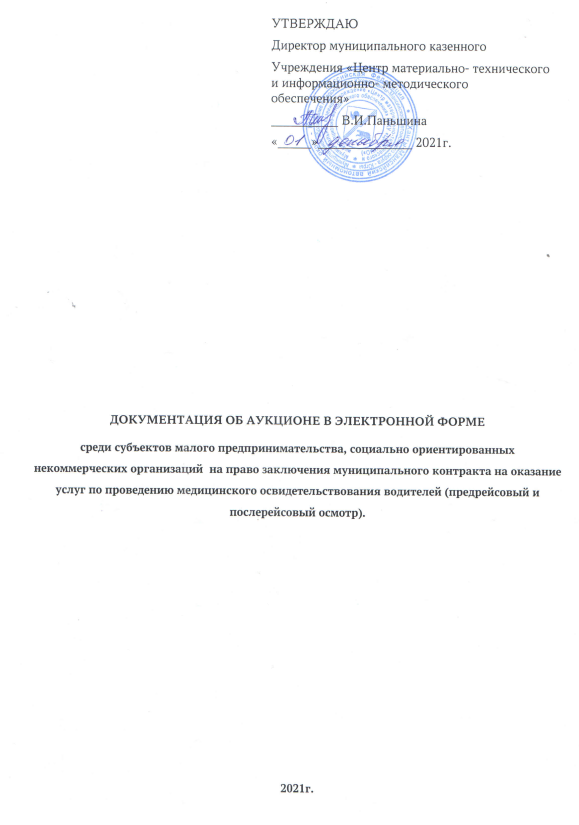 УТВЕРЖДАЮ
Директор муниципального казенного
Учреждения «Центр материально- технического
и информационно- методического
обеспечения»
В.И.Паньшина
« 01 » декабря 2021г.
ДОКУМЕНТАЦИЯ ОБ АУКЦИОНЕ В ЭЛЕКТРОННОЙ ФОРМЕ
среди субъектов малого предпринимательства, социально ориентированных
некоммерческих организаций на право заключения муниципального контракта на оказание
услуг по проведению медицинского освидетельствования водителей (предрейсовый и
послерейсовый осмотр).
2021г.